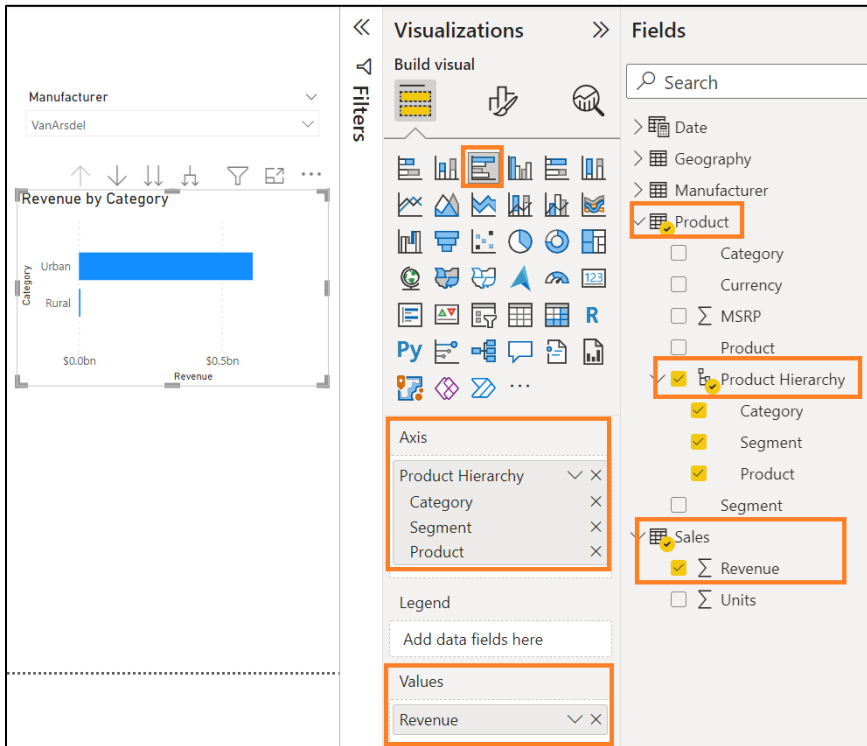 Manufacturer
VanArsdel
Revenue by Category
Category
Urban
Rural
$0.0bn
$0.5bn
Revenue
Filters
Visualizations
Build visual
123
R
Py
Axis
Product Hierarchy
Category
Segment
Product
Legend
Add data fields here
Values
Revenue
Fields
Search
Date
Geography
Manufacturer
Product
Category
Currency
∑ MSRP
Product
Product Hierarchy
Category
Segment
Product
Segment
Sales
∑ Revenue
∑ Units